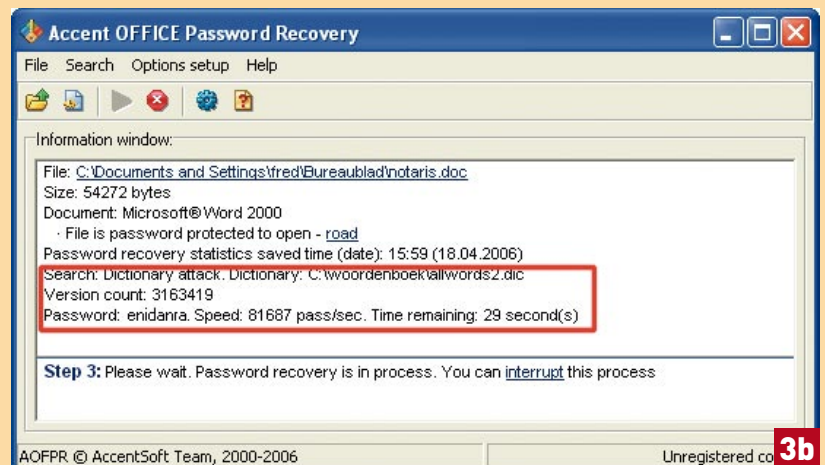 Accent OFFICE Password Recovery
File Search Options setup Help
Information window:
File: C:\Documents and Settings\fred\Bureaublad\notaris.doc
Size: 54272 bytes
Document: Microsoft® Word 2000
· File is password protected to open - road
Password recovery statistics saved time (date): 15:59 (18.04.2006)
Search: Dictionary attack. Dictionary: C:\woordenboek\allwords2.dic
Version count: 3163419
Password: enidanra. Speed: 81687 pass/sec. Time remaining: 29 second(s)
Step 3: Please wait. Password recovery is in process. You can interrupt this process
AOFPR © AccentSoft Team, 2000-2006
Unregistered
3b